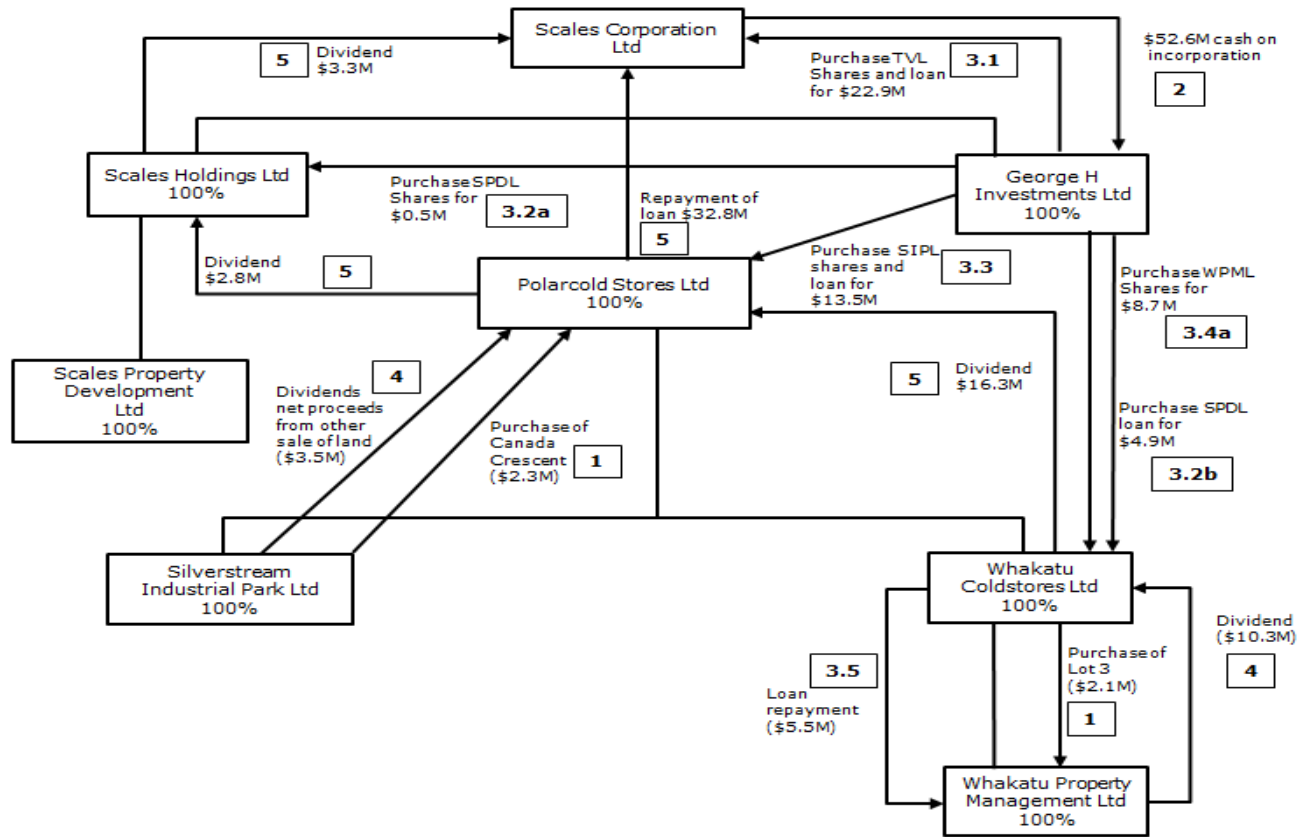 Scales Corporation
Ltd
5
Dividend
$3.3M
Purchase TVL
Shares and loan
for $22.9M
3.1
$52.6M cash on
incorporation
2
Scales Holdings Ltd
100%
George H
Investments Ltd
100%
Purchase SPDL
Shares for
$0.5M
3.2a
Repayment of
loan $32.8M
5
Dividend
$2.8M
5
Polarcold Stores Ltd
100%
Purchase SIPL
shares and
loan for
$13.5M
3.3
Purchase WPML
Shares for
$8.7M
3.4a
Scales Property
Development
Ltd
100%
Dividends
net proceeds
from other
sale of land
($3.5M)
4
Purchase of
Canada
Crescent
($2.3M)
1
5
Dividend
$16.3M
Purchase SPDL
loan for
$4.9M
3.2b
Silverstream
Industrial Park Ltd
100%
Whakatu
Coldstores Ltd
100%
3.5
Loan
repayment
($5.5M)
Purchase of
Lot 3
($2.1M)
1
Dividend
($10.3M)
4
Whakatu Property
Management Ltd
100%